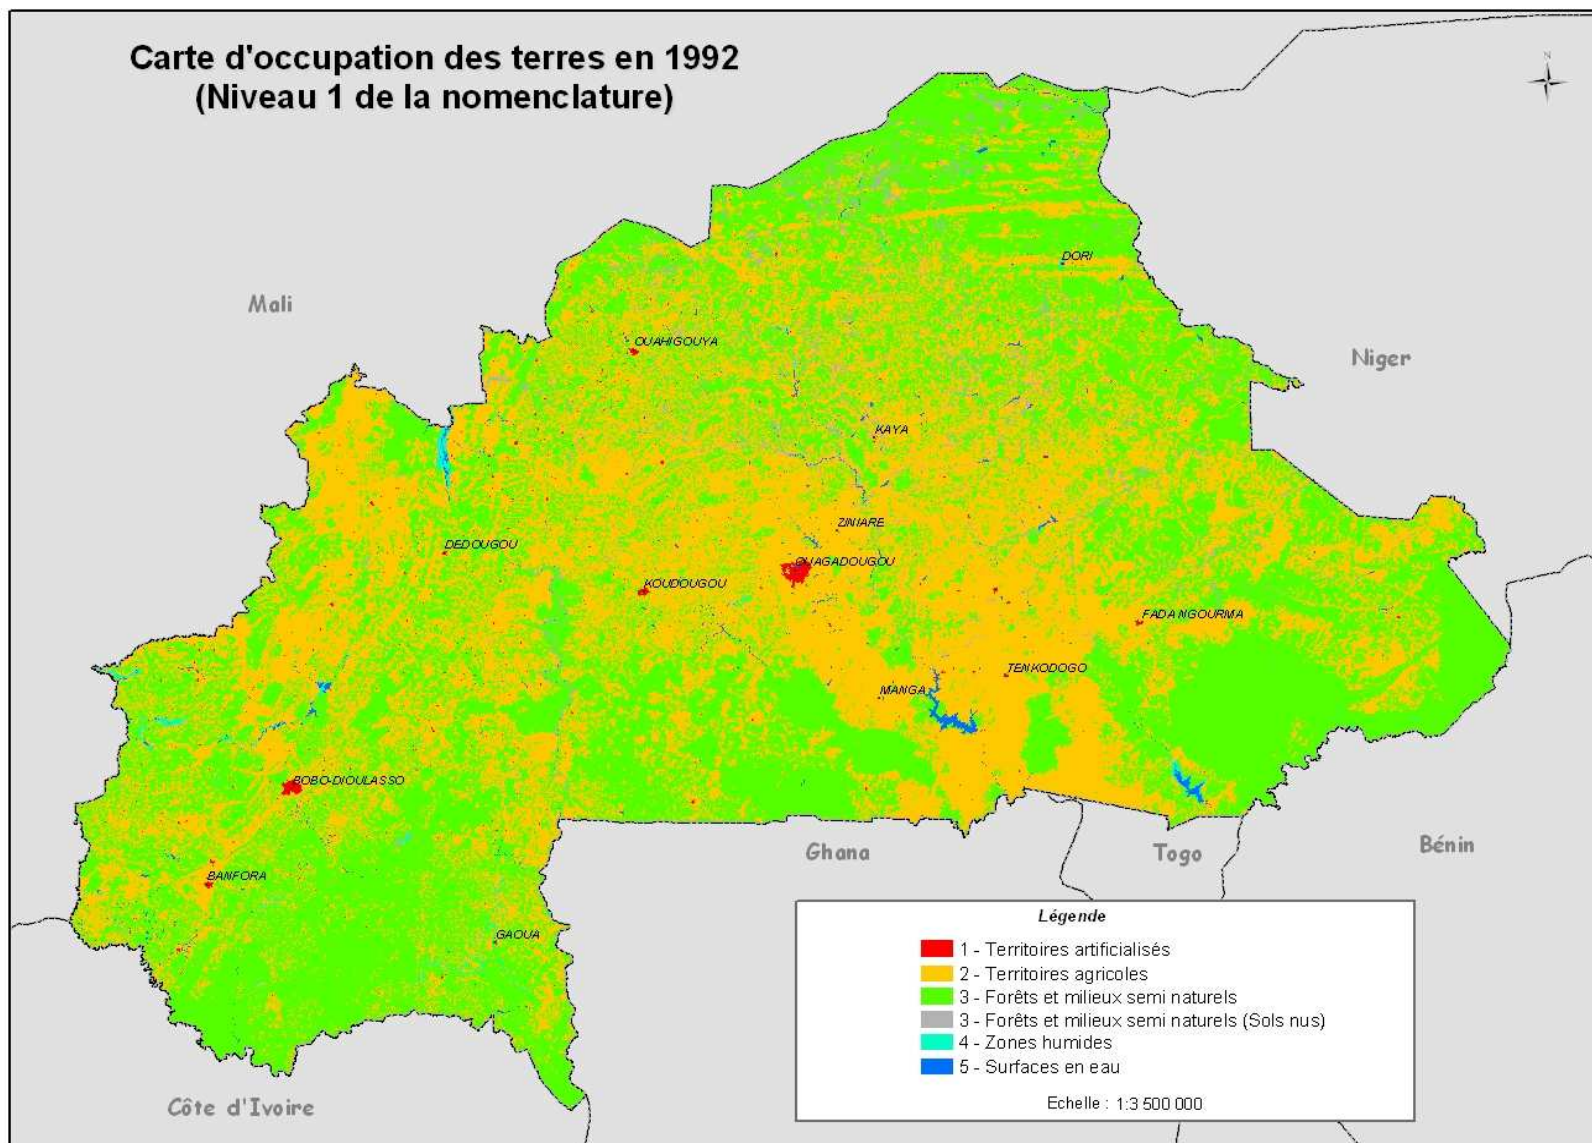 Carte d'occupation des terres en 1992
(Niveau 1 de la nomenclature)
N
DORI
Mali
OUAHIGOUYA
Niger
KAYA
ZINIARE
DEDOUGOU
OUAGADOUGOU
KOUDOUGOU
FADA NGOURMA
TENKODOGO
MANGA
BOBO-DIOULASSO
Ghana
Togo
Bénin
BANFORA
GAOUA
Légende
1 - Territoires artificialisés
2 - Territoires agricoles
3 - Forêts et milieux semi naturels
3 - Forêts et milieux semi naturels (Sols nus)
4 - Zones humides
5 - Surfaces en eau
Echelle : 1:3 500 000
Côte d'Ivoire